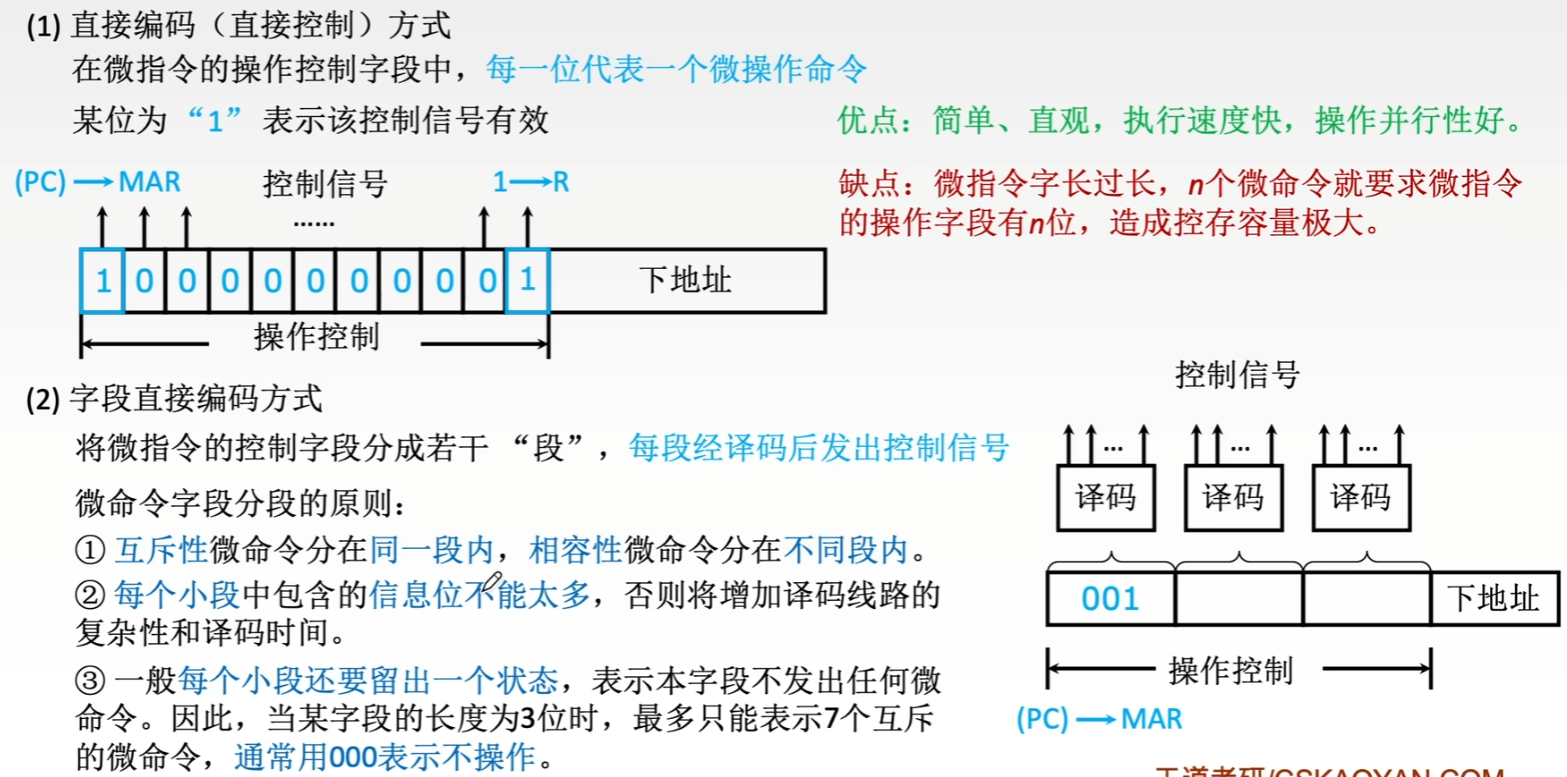 (1) 直接编码（直接控制）方式
在微指令的操作控制字段中，每一位代表一个微操作命令
某位为“1”表示该控制信号有效
优点：简单、直观，执行速度快，操作并行性好。
缺点：微指令字长过长，n个微命令就要求微指令
的操作字段有n位，造成控存容量极大。
(PC)→MAR 控制信号 1→R
……
1 0 0 0 0 0 0 0 0 0 1 下地址
操作控制
(2) 字段直接编码方式
将微指令的控制字段分成若干“段”，每段经译码后发出控制信号
微命令字段分段的原则：
① 互斥性微命令分在同一段内，相容性微命令分在不同段内。
② 每个小段中包含的信息位不能太多，否则将增加译码线路的
复杂性和译码时间。
③ 一般每个小段还要留出一个状态，表示本字段不发出任何微
命令。因此，当某字段的长度为3位时，最多只能表示7个互斥
的微命令，通常用000表示不操作。
控制信号
… … …
译码 译码 译码
001 下地址
操作控制
(PC)→MAR